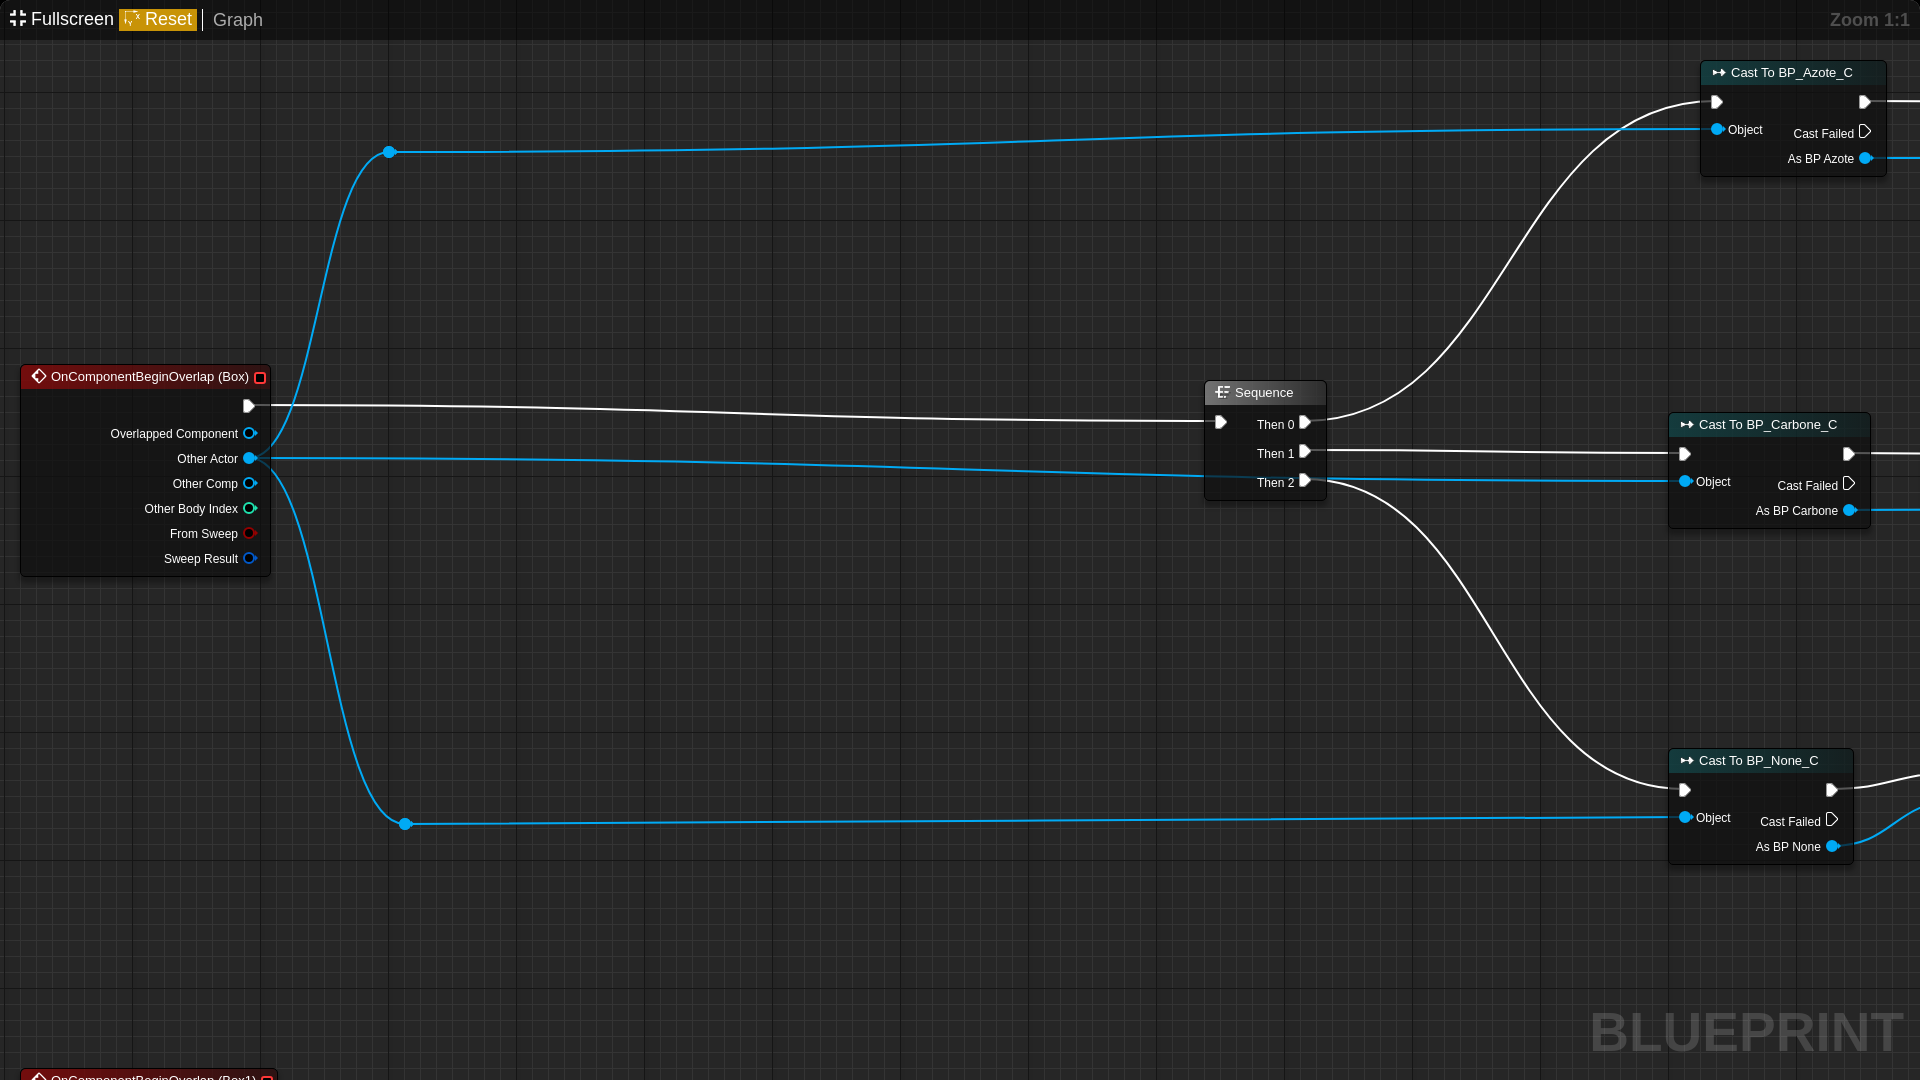 Fullscreen Reset Graph
Zoom 1:1
Cast To BP_Azote_C
Object
Cast Failed
As BP Azote
OnComponentBeginOverlap (Box)
Overlapped Component
Other Actor
Other Comp
Other Body Index
From Sweep
Sweep Result
Sequence
Then 0
Then 1
Then 2
Cast To BP_Carbone_C
Object
Cast Failed
As BP Carbone
Cast To BP_None_C
Object
Cast Failed
As BP None
BLUEPRINT
OnComponentBeginOverlap (Box1)